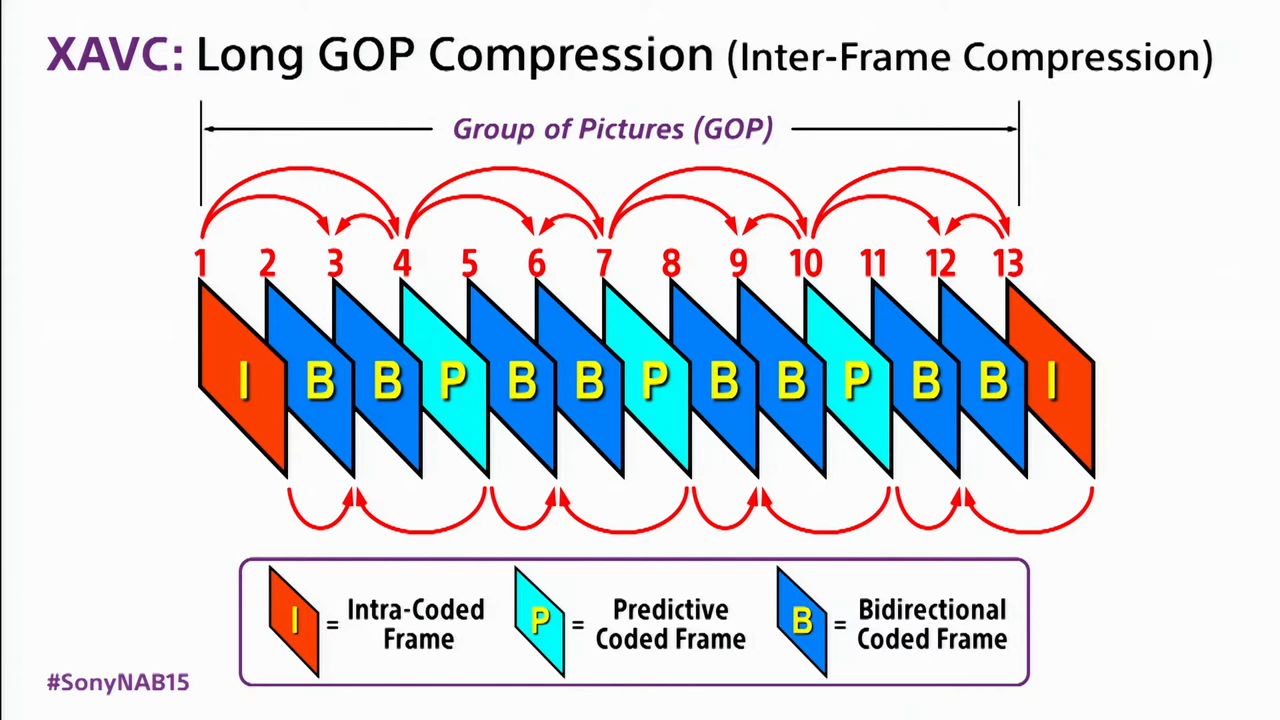 XAVC: Long GOP Compression (Inter-Frame Compression)
Group of Pictures (GOP)
1 2 3 4 5 6 7 8 9 10 11 12 13
I B B P B B P B B P B B I
I = Intra-Coded Frame
P = Predictive Coded Frame
B = Bidirectional Coded Frame
#SonyNAB15